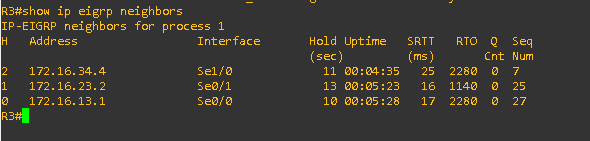 R3#show ip eigrp neighbors
IP-EIGRP neighbors for process 1
H   Address                 Interface       Hold Uptime   SRTT   RTO  Q  Seq
                                            (sec)         (ms)       Cnt Num
2   172.16.34.4             Se1/0             11 00:04:35   25  2280  0  7
1   172.16.23.2             Se0/1             13 00:05:23   16  1140  0  25
0   172.16.13.1             Se0/0             10 00:05:28   17  2280  0  27
R3#